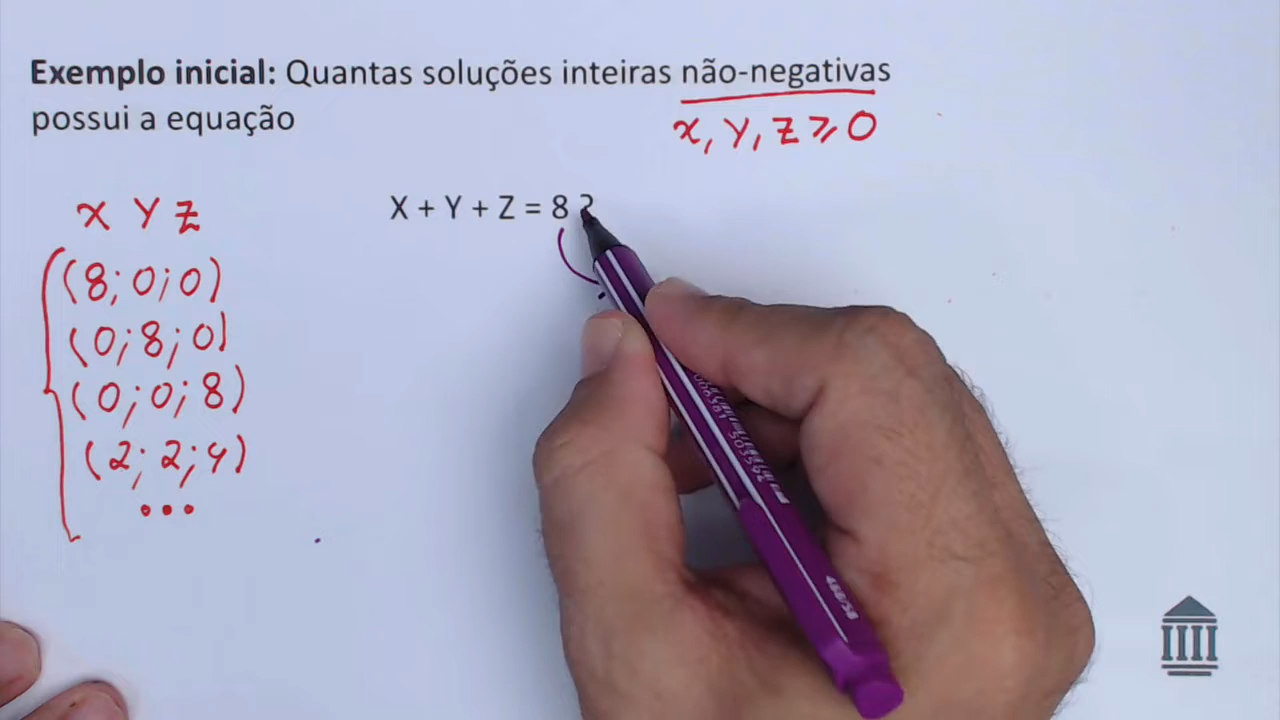 Exemplo inicial: Quantas soluções inteiras não-negativas
possui a equação
x, y, z ⩾ 0
X + Y + Z = 8 ?
X Y Z
(8; 0; 0)
(0; 8; 0)
(0; 0; 8)
(2; 2; 4)
...